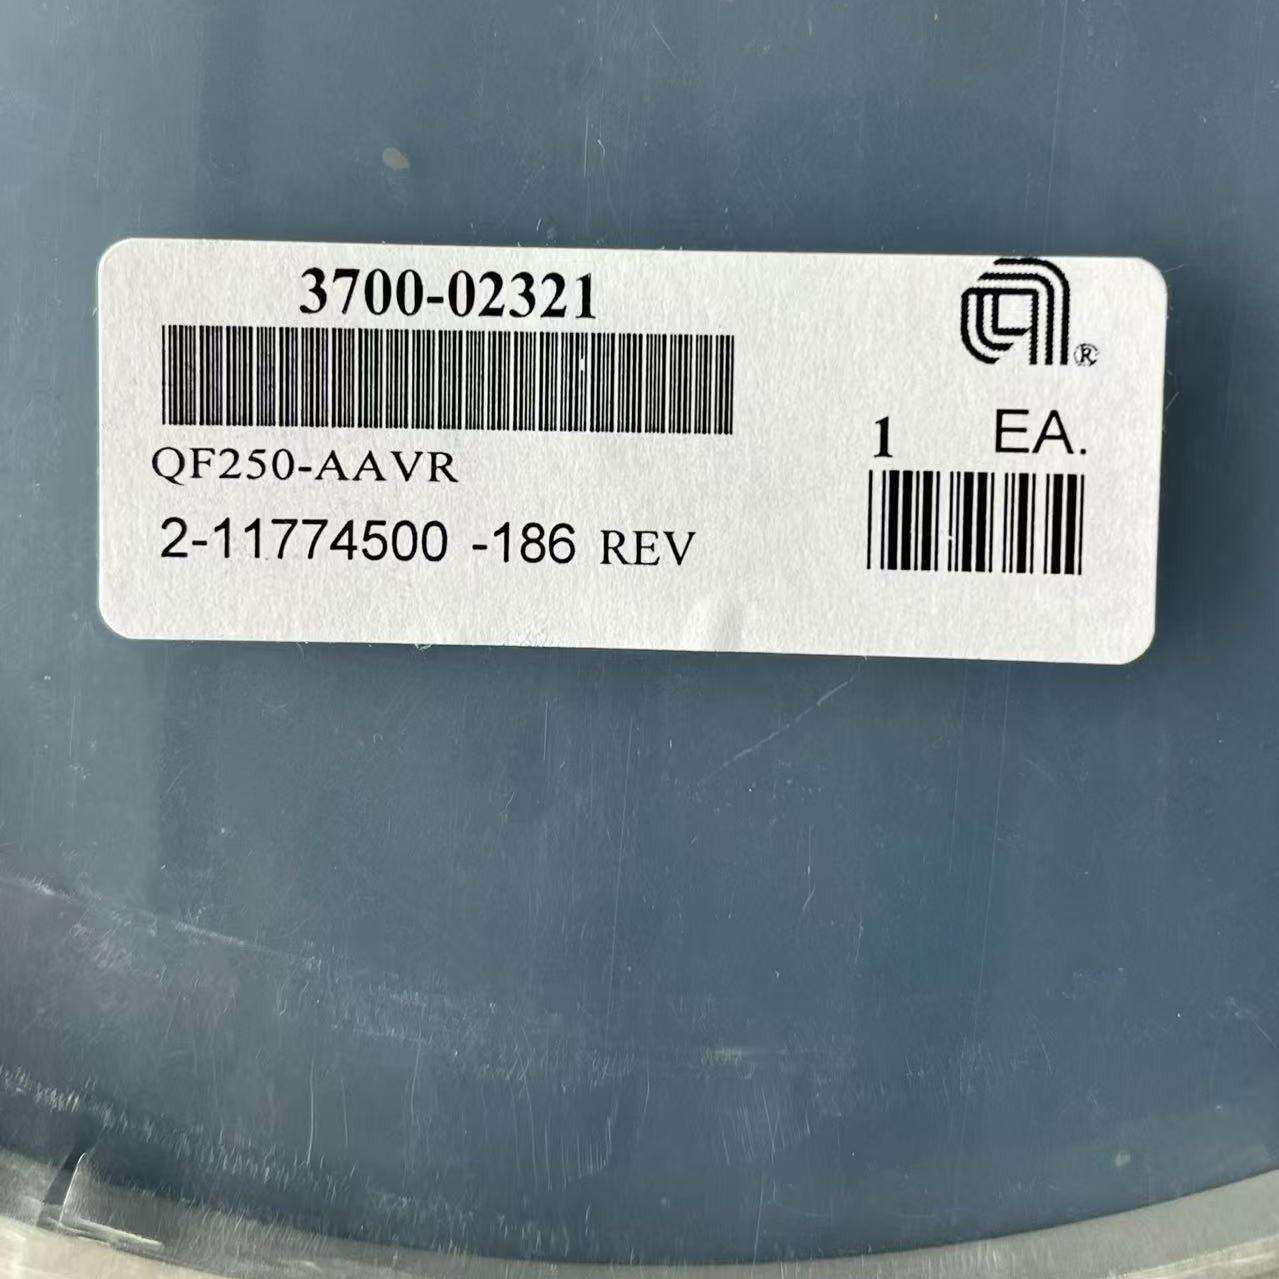 3700-02321
®
1 EA.
QF250-AAVR
2-11774500 -186 REV